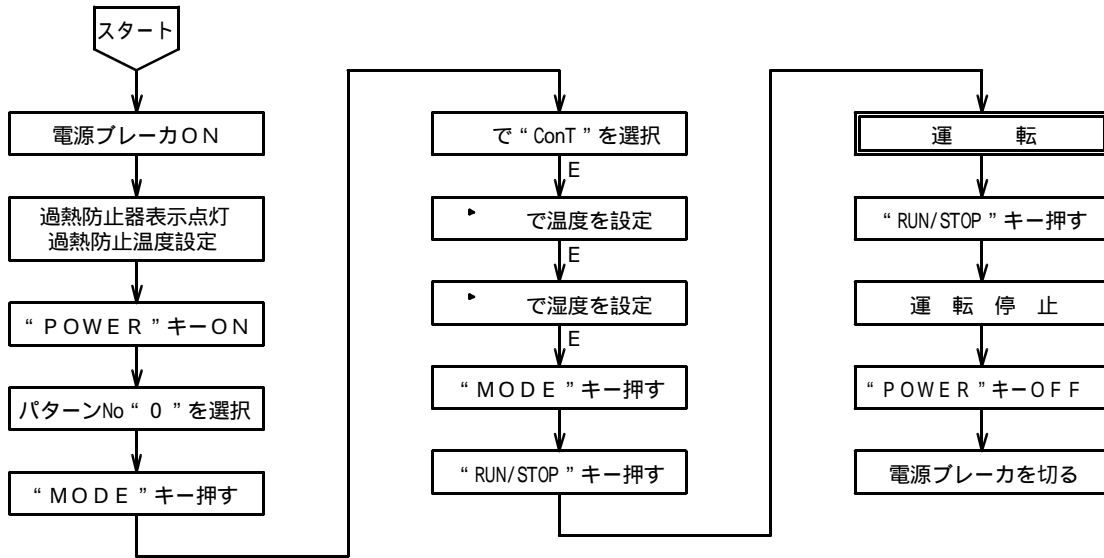 スタート
電源ブレーカON
過熱防止器表示点灯
過熱防止温度設定
“POWER”キーON
パターンNo“0”を選択
“MODE”キー押す
で“ConT”を選択
E
で温度を設定
E
で湿度を設定
E
“MODE”キー押す
“RUN/STOP”キー押す
運 転
“RUN/STOP”キー押す
運 転 停 止
“POWER”キーOFF
電源ブレーカを切る